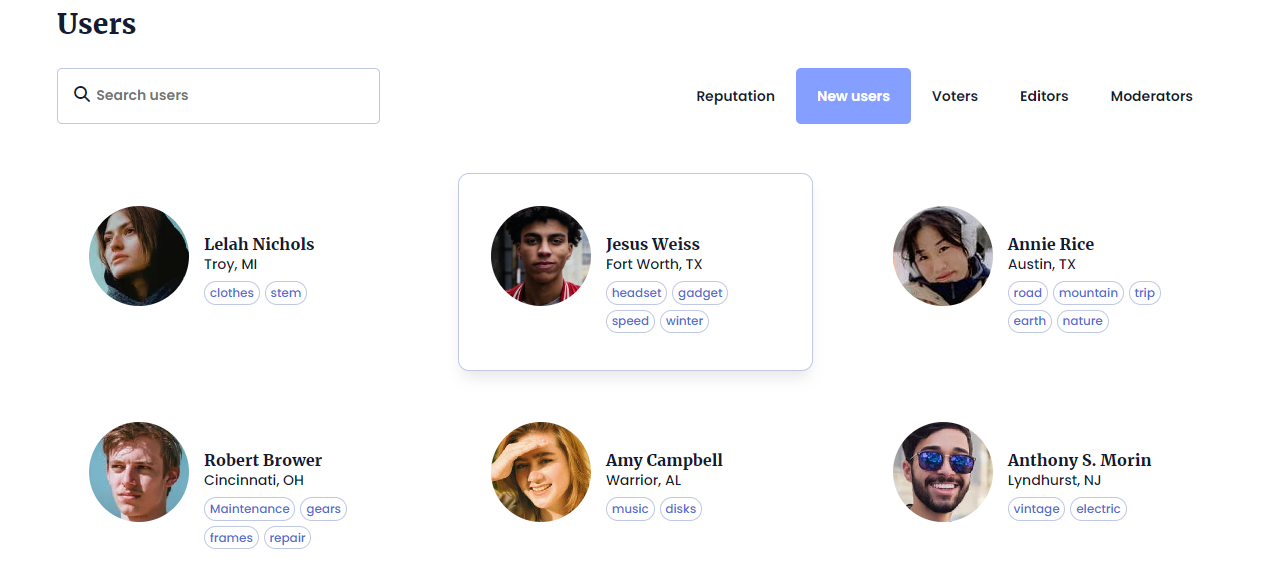 Users
Search users
Reputation New users Voters Editors Moderators
Lelah Nichols
Troy, MI
clothes stem
Jesus Weiss
Fort Worth, TX
headset gadget
speed winter
Annie Rice
Austin, TX
road mountain trip
earth nature
Robert Brower
Cincinnati, OH
Maintenance gears
frames repair
Amy Campbell
Warrior, AL
music disks
Anthony S. Morin
Lyndhurst, NJ
vintage electric